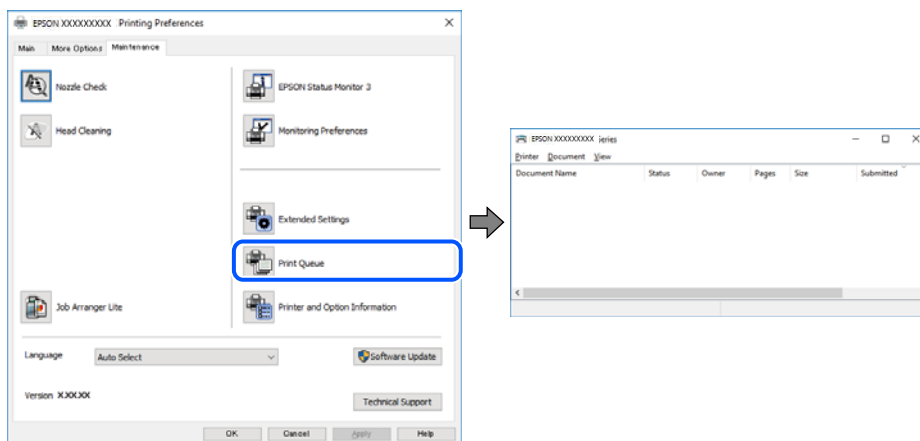 EPSON XXXXXXXXX Printing Preferences
Main More Options Maintenance
Nozzle Check
EPSON Status Monitor 3
Head Cleaning
Monitoring Preferences
Extended Settings
Print Queue
Job Arranger Lite
Printer and Option Information
Language Auto Select Software Update
Version X.XX.XX
Technical Support
OK Cancel Apply Help
EPSON XXXXXXXXX ieries
Printer Document View
Document Name Status Owner Pages Size Submitted